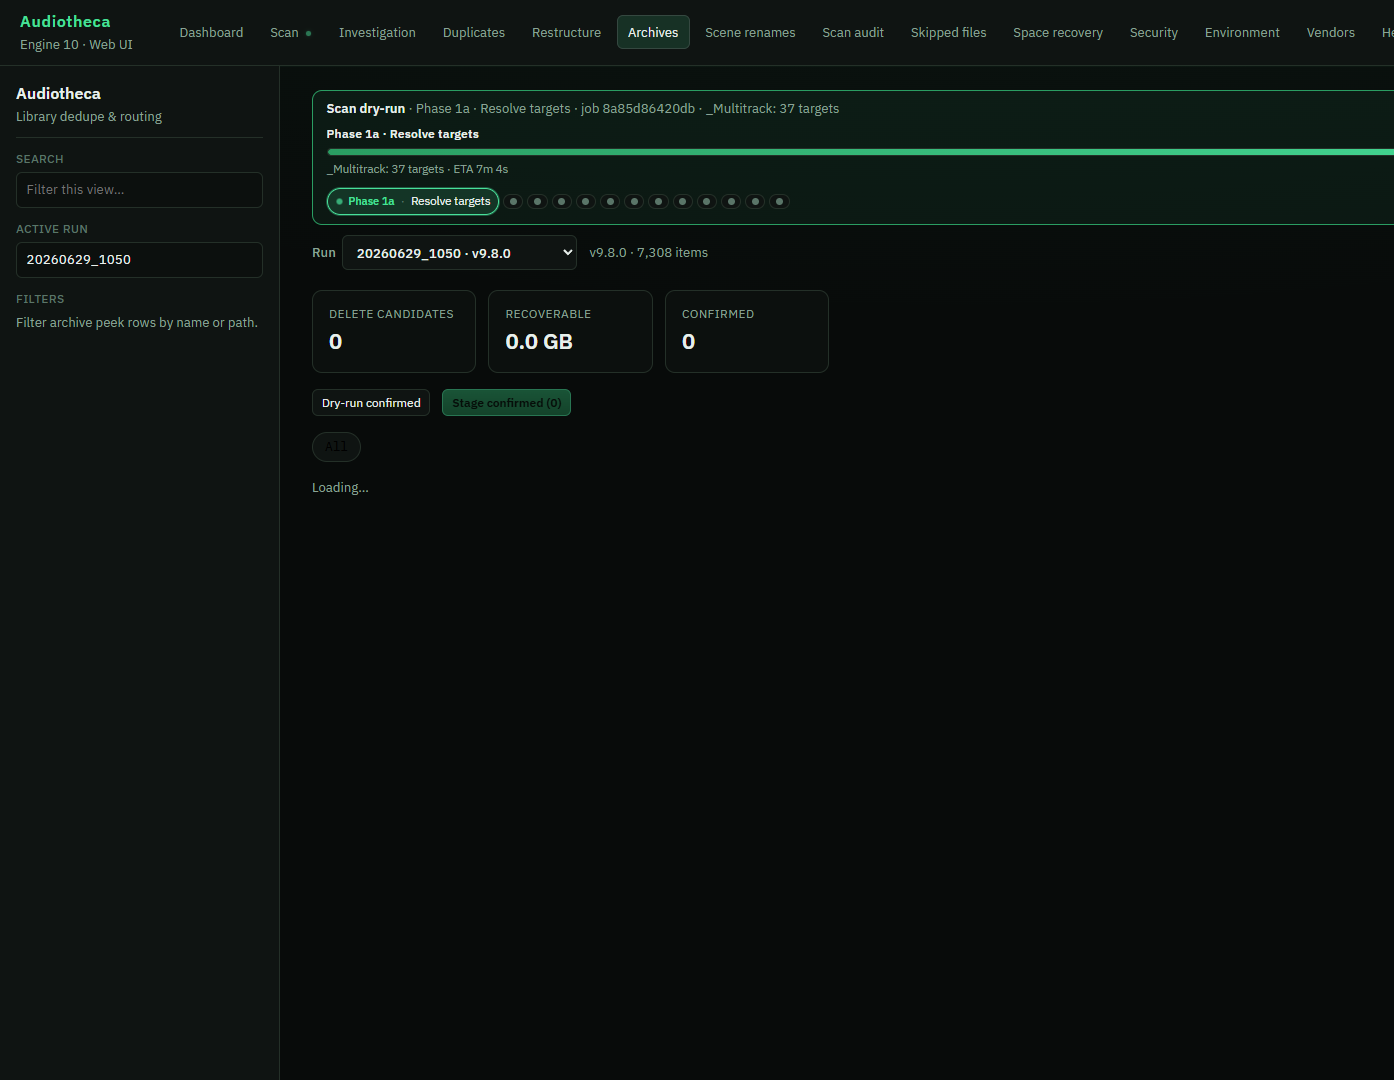 Audiotheca
Engine 10 · Web UI
Dashboard
Scan
Investigation
Duplicates
Restructure
Archives
Scene renames
Scan audit
Skipped files
Space recovery
Security
Environment
Vendors
Audiotheca
Library dedupe & routing
SEARCH
Filter this view...
ACTIVE RUN
20260629_1050
FILTERS
Filter archive peek rows by name or path.
Scan dry-run · Phase 1a · Resolve targets · job 8a85d86420db · _Multitrack: 37 targets
Phase 1a · Resolve targets
_Multitrack: 37 targets · ETA 7m 4s
Phase 1a · Resolve targets
Run
20260629_1050 · v9.8.0
v9.8.0 · 7,308 items
DELETE CANDIDATES
0
RECOVERABLE
0.0 GB
CONFIRMED
0
Dry-run confirmed
Stage confirmed (0)
All
Loading...